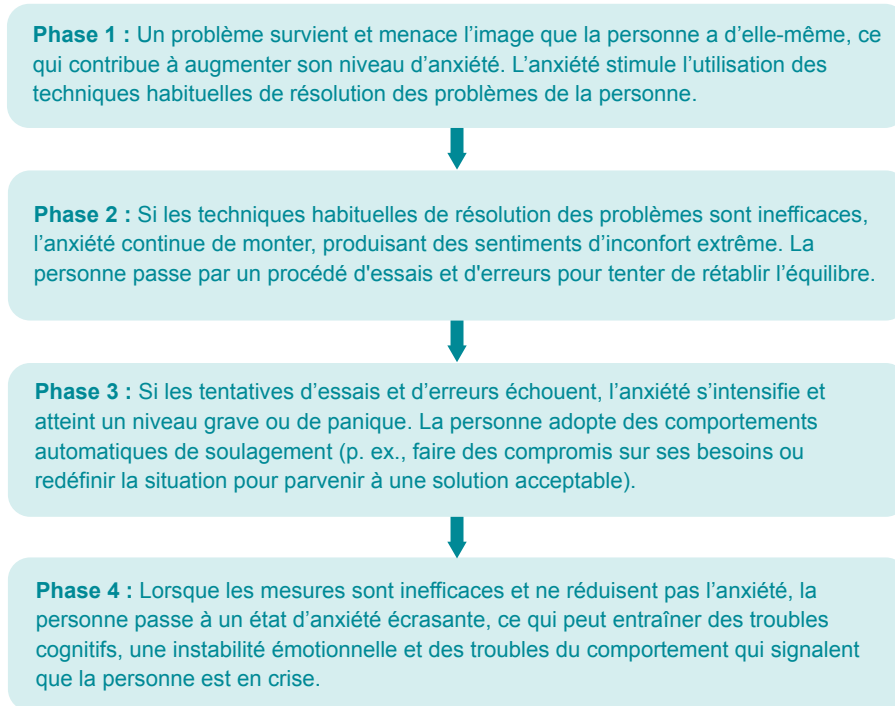 Phase 1 : Un problème survient et menace l’image que la personne a d’elle-même, ce
qui contribue à augmenter son niveau d’anxiété. L’anxiété stimule l’utilisation des
techniques habituelles de résolution des problèmes de la personne.
Phase 2 : Si les techniques habituelles de résolution des problèmes sont inefficaces,
l’anxiété continue de monter, produisant des sentiments d’inconfort extrême. La
personne passe par un procédé d'essais et d'erreurs pour tenter de rétablir l’équilibre.
Phase 3 : Si les tentatives d’essais et d’erreurs échouent, l’anxiété s’intensifie et
atteint un niveau grave ou de panique. La personne adopte des comportements
automatiques de soulagement (p. ex., faire des compromis sur ses besoins ou
redéfinir la situation pour parvenir à une solution acceptable).
Phase 4 : Lorsque les mesures sont inefficaces et ne réduisent pas l’anxiété, la
personne passe à un état d’anxiété écrasante, ce qui peut entraîner des troubles
cognitifs, une instabilité émotionnelle et des troubles du comportement qui signalent
que la personne est en crise.